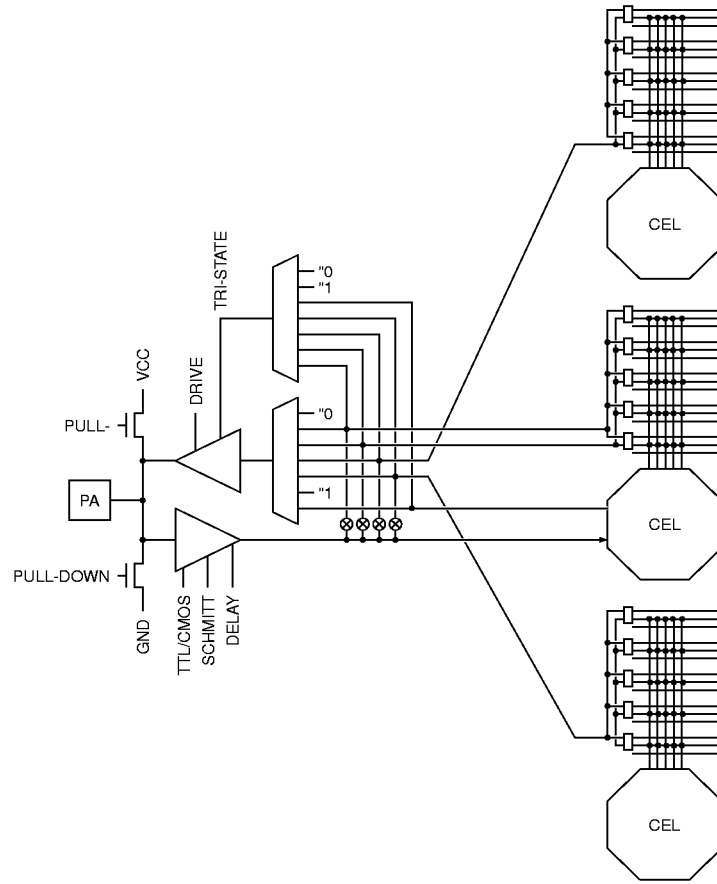 CEL
TRI-STATE
"0
"1
VCC
DRIVE
PULL-
"0
PA
"1
CEL
PULL-DOWN
GND
TTL/CMOS
SCHMITT
DELAY
CEL